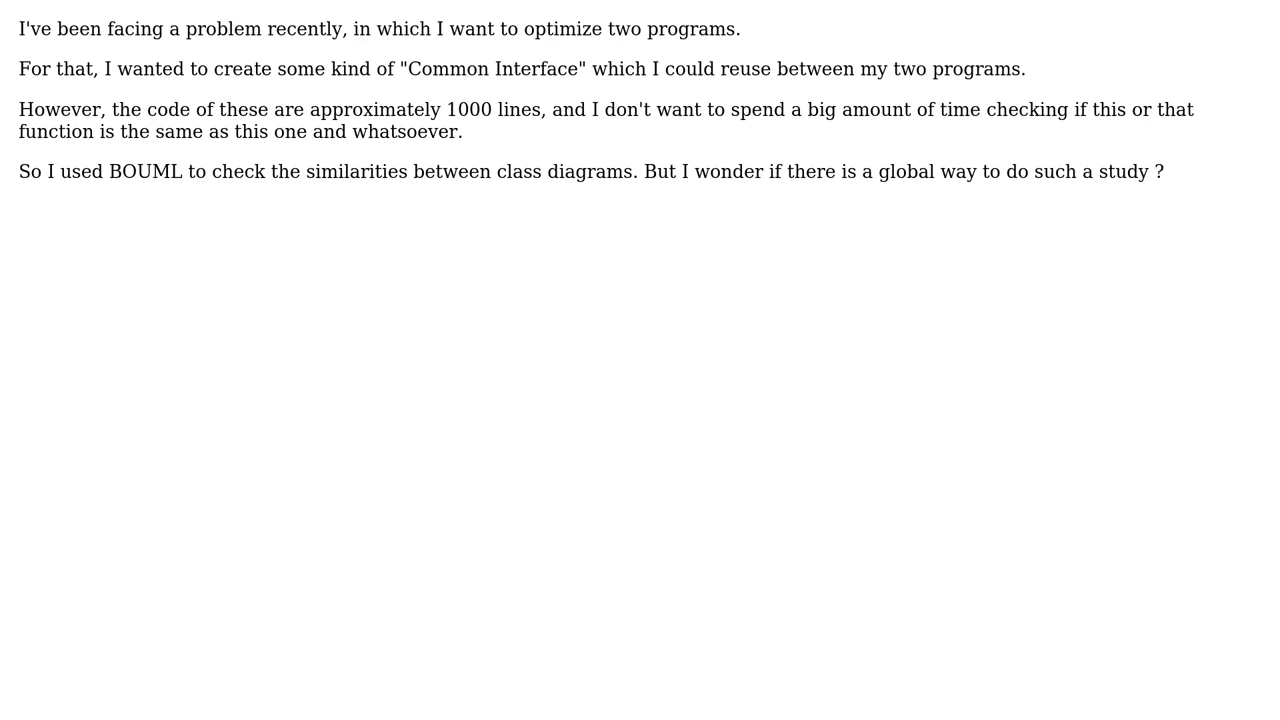 I've been facing a problem recently, in which I want to optimize two programs.
For that, I wanted to create some kind of "Common Interface" which I could reuse between my two programs.
However, the code of these are approximately 1000 lines, and I don't want to spend a big amount of time checking if this or that
function is the same as this one and whatsoever.
So I used BOUML to check the similarities between class diagrams. But I wonder if there is a global way to do such a study ?